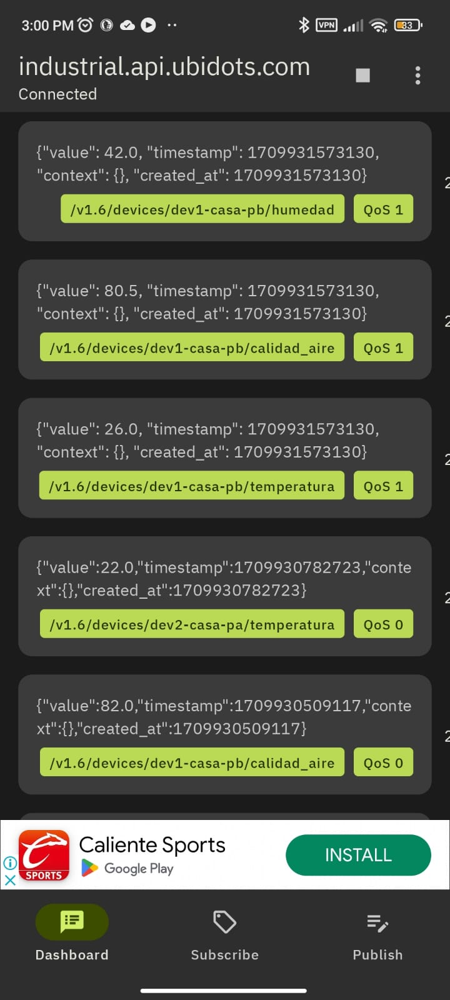 3:00 PM
VPN
33
industrial.api.ubidots.com
Connected
{"value": 42.0, "timestamp": 1709931573130,
"context": {}, "created_at": 1709931573130}
/v1.6/devices/dev1-casa-pb/humedad QoS 1
2
{"value": 80.5, "timestamp": 1709931573130,
"context": {}, "created_at": 1709931573130}
/v1.6/devices/dev1-casa-pb/calidad_aire QoS 1
2
{"value": 26.0, "timestamp": 1709931573130,
"context": {}, "created_at": 1709931573130}
/v1.6/devices/dev1-casa-pb/temperatura QoS 1
2
{"value":22.0,"timestamp":1709930782723,"conte
xt":{},"created_at":1709930782723}
/v1.6/devices/dev2-casa-pa/temperatura QoS 0
2
{"value":82.0,"timestamp":1709930509117,"conte
xt":{},"created_at":1709930509117}
/v1.6/devices/dev1-casa-pb/calidad_aire QoS 0
2
SPORTS
Caliente Sports
Google Play
INSTALL
Dashboard Subscribe Publish